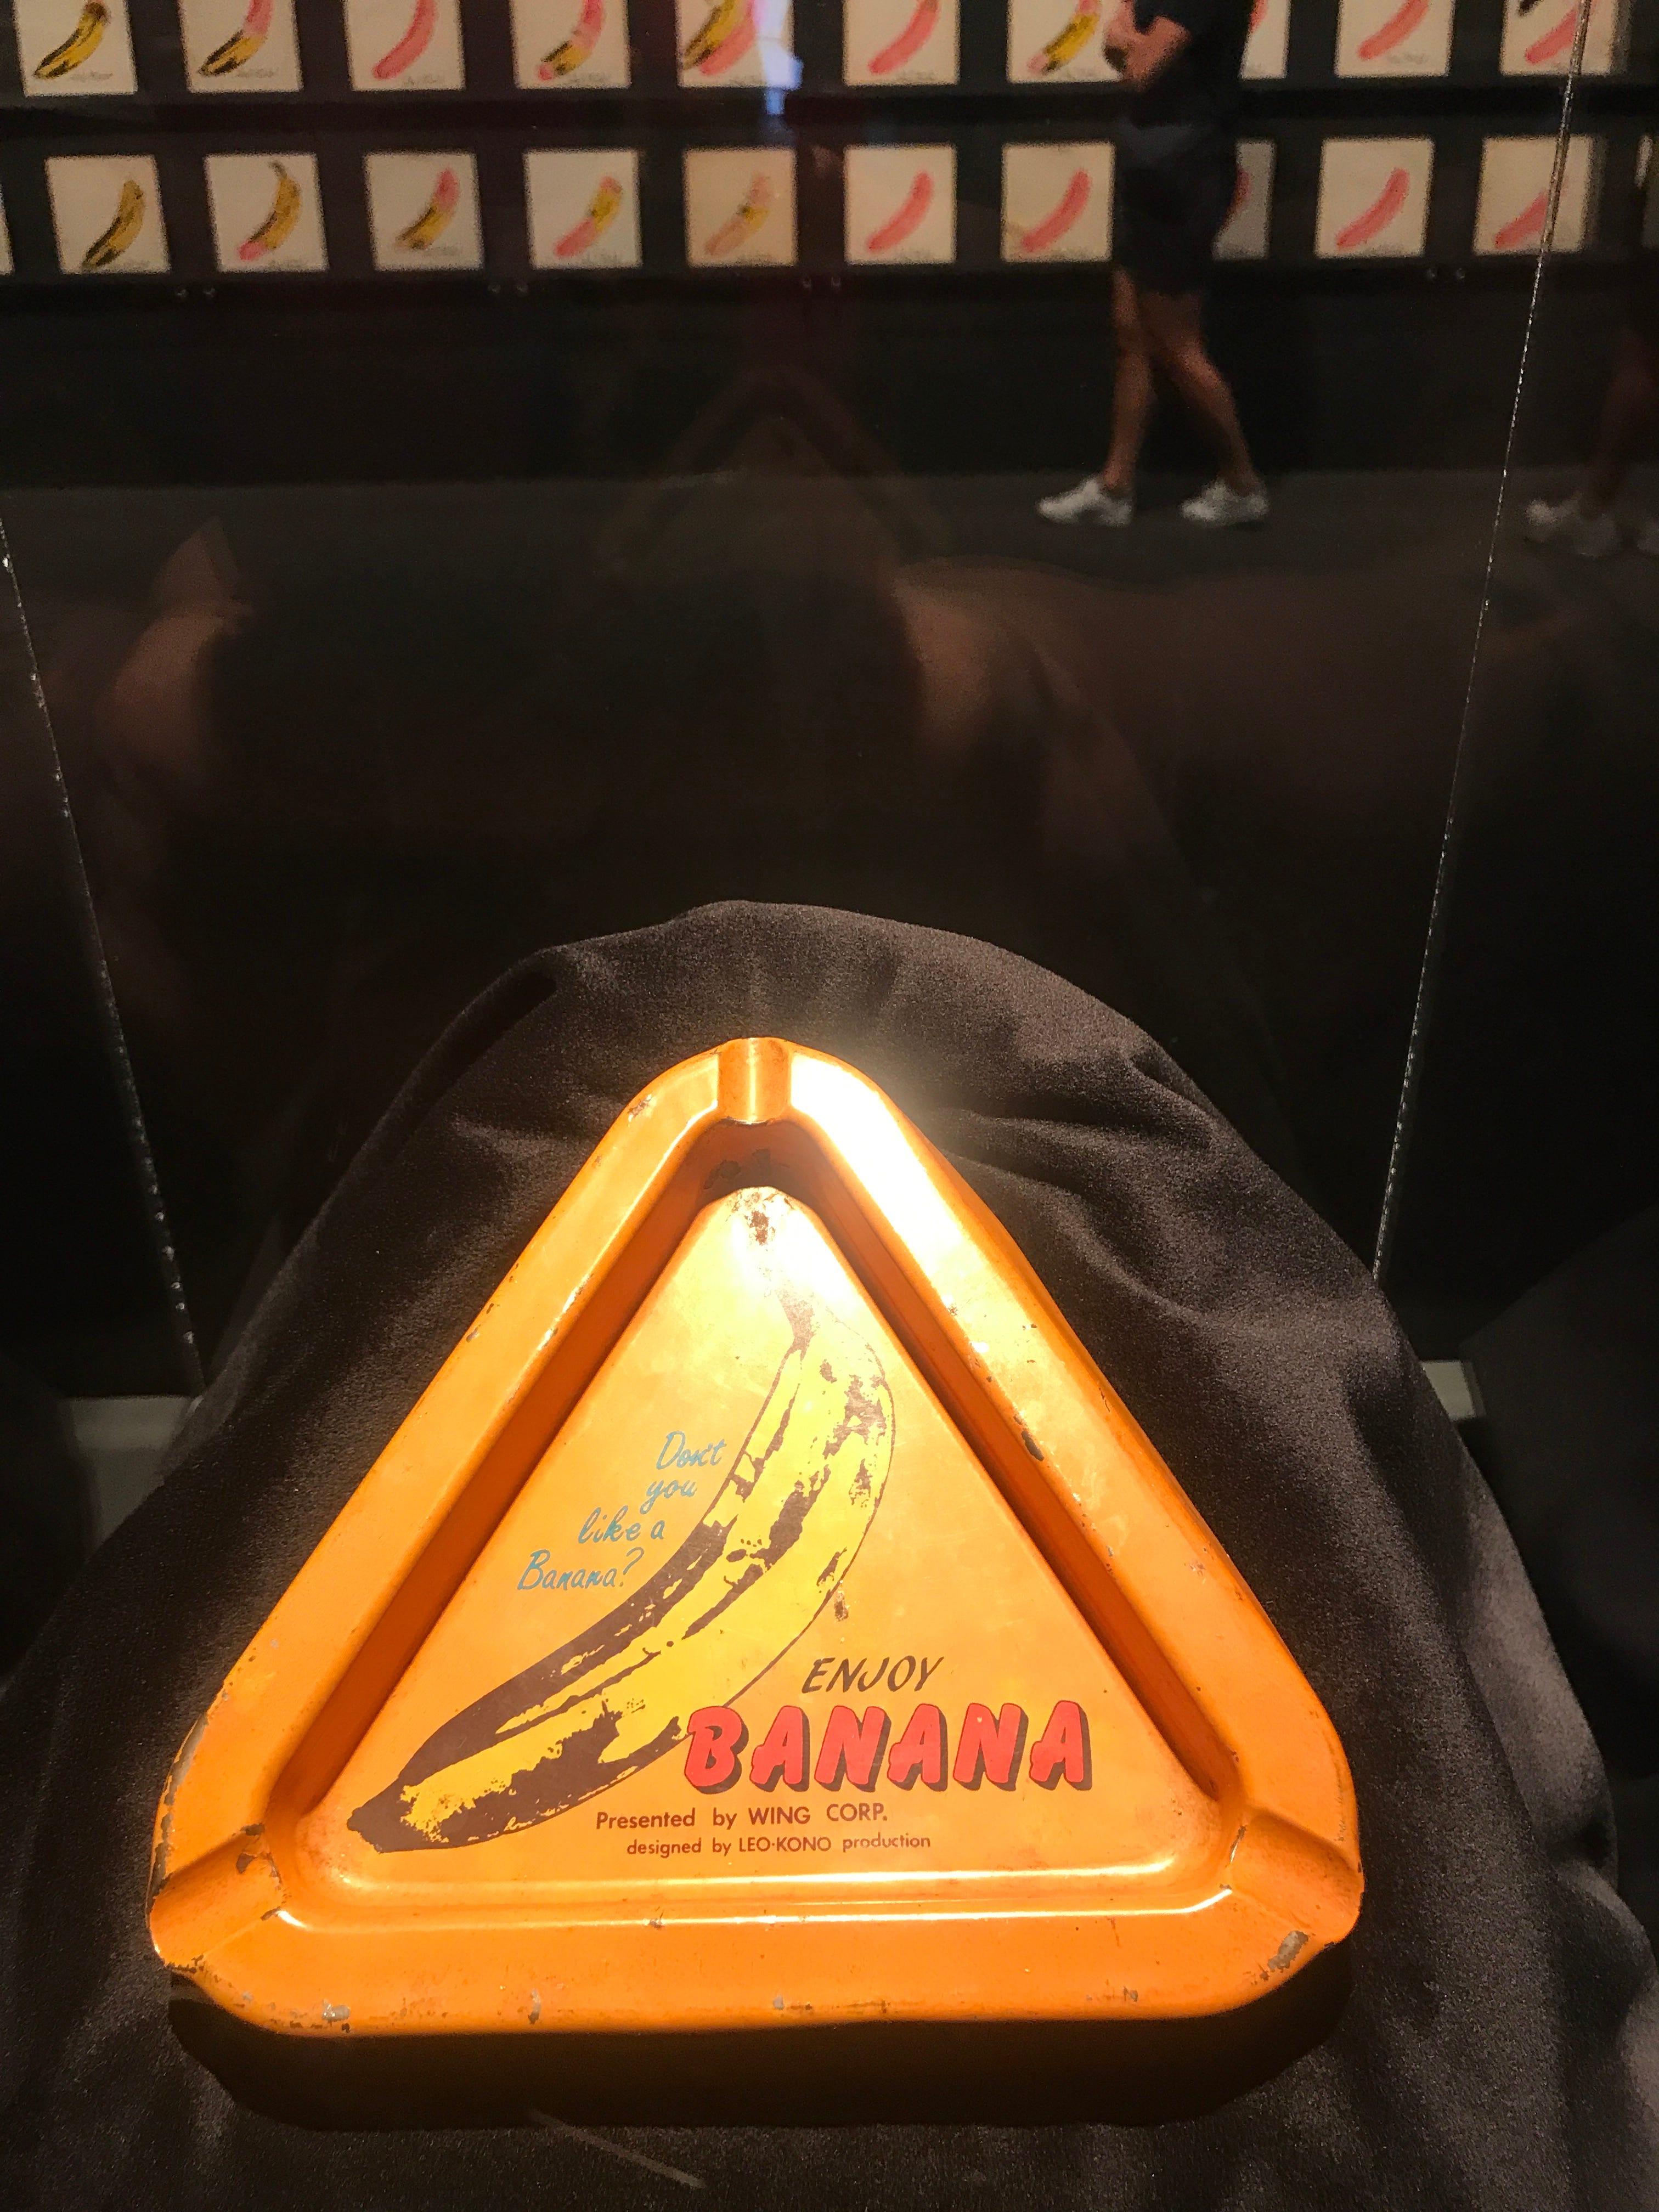 Don't
you
like a
Banana?
ENJOY
BANANA
Presented by WING CORP.
designed by LEO·KONO production